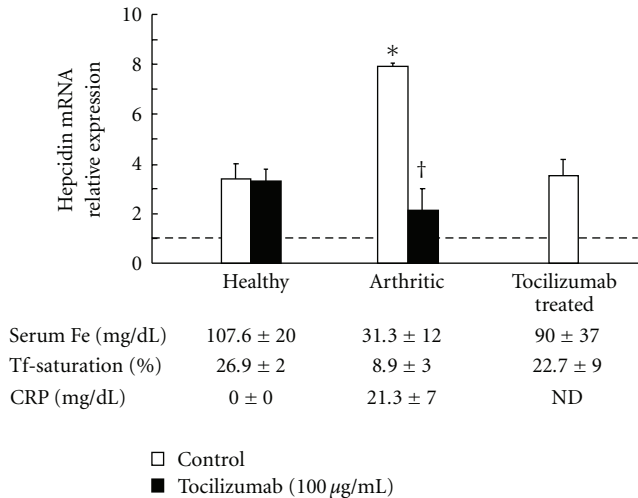 10
8
6
4
2
0
Hepcidin mRNA
relative expression
*
†
Healthy Arthritic Tocilizumab
treated
Serum Fe (mg/dL) 107.6 ± 20 31.3 ± 12 90 ± 37
Tf-saturation (%) 26.9 ± 2 8.9 ± 3 22.7 ± 9
CRP (mg/dL) 0 ± 0 21.3 ± 7 ND
Control
Tocilizumab (100 µg/mL)